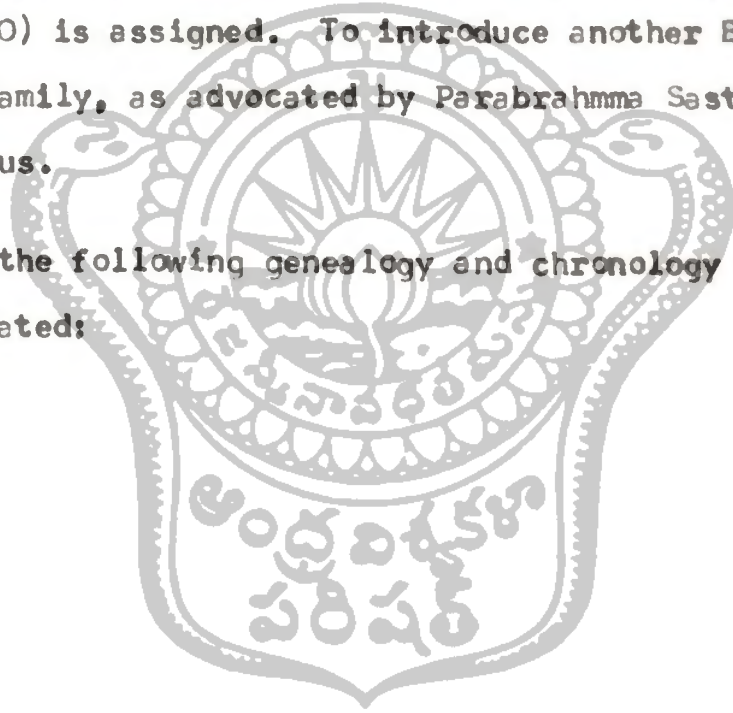 0) is assigned. To introduce another E
amily, as advocated by Parabrahmma Sast
us.
the following genealogy and chronology
ated:
ఆంధ్ర విశ్వకళా
పరిషత్